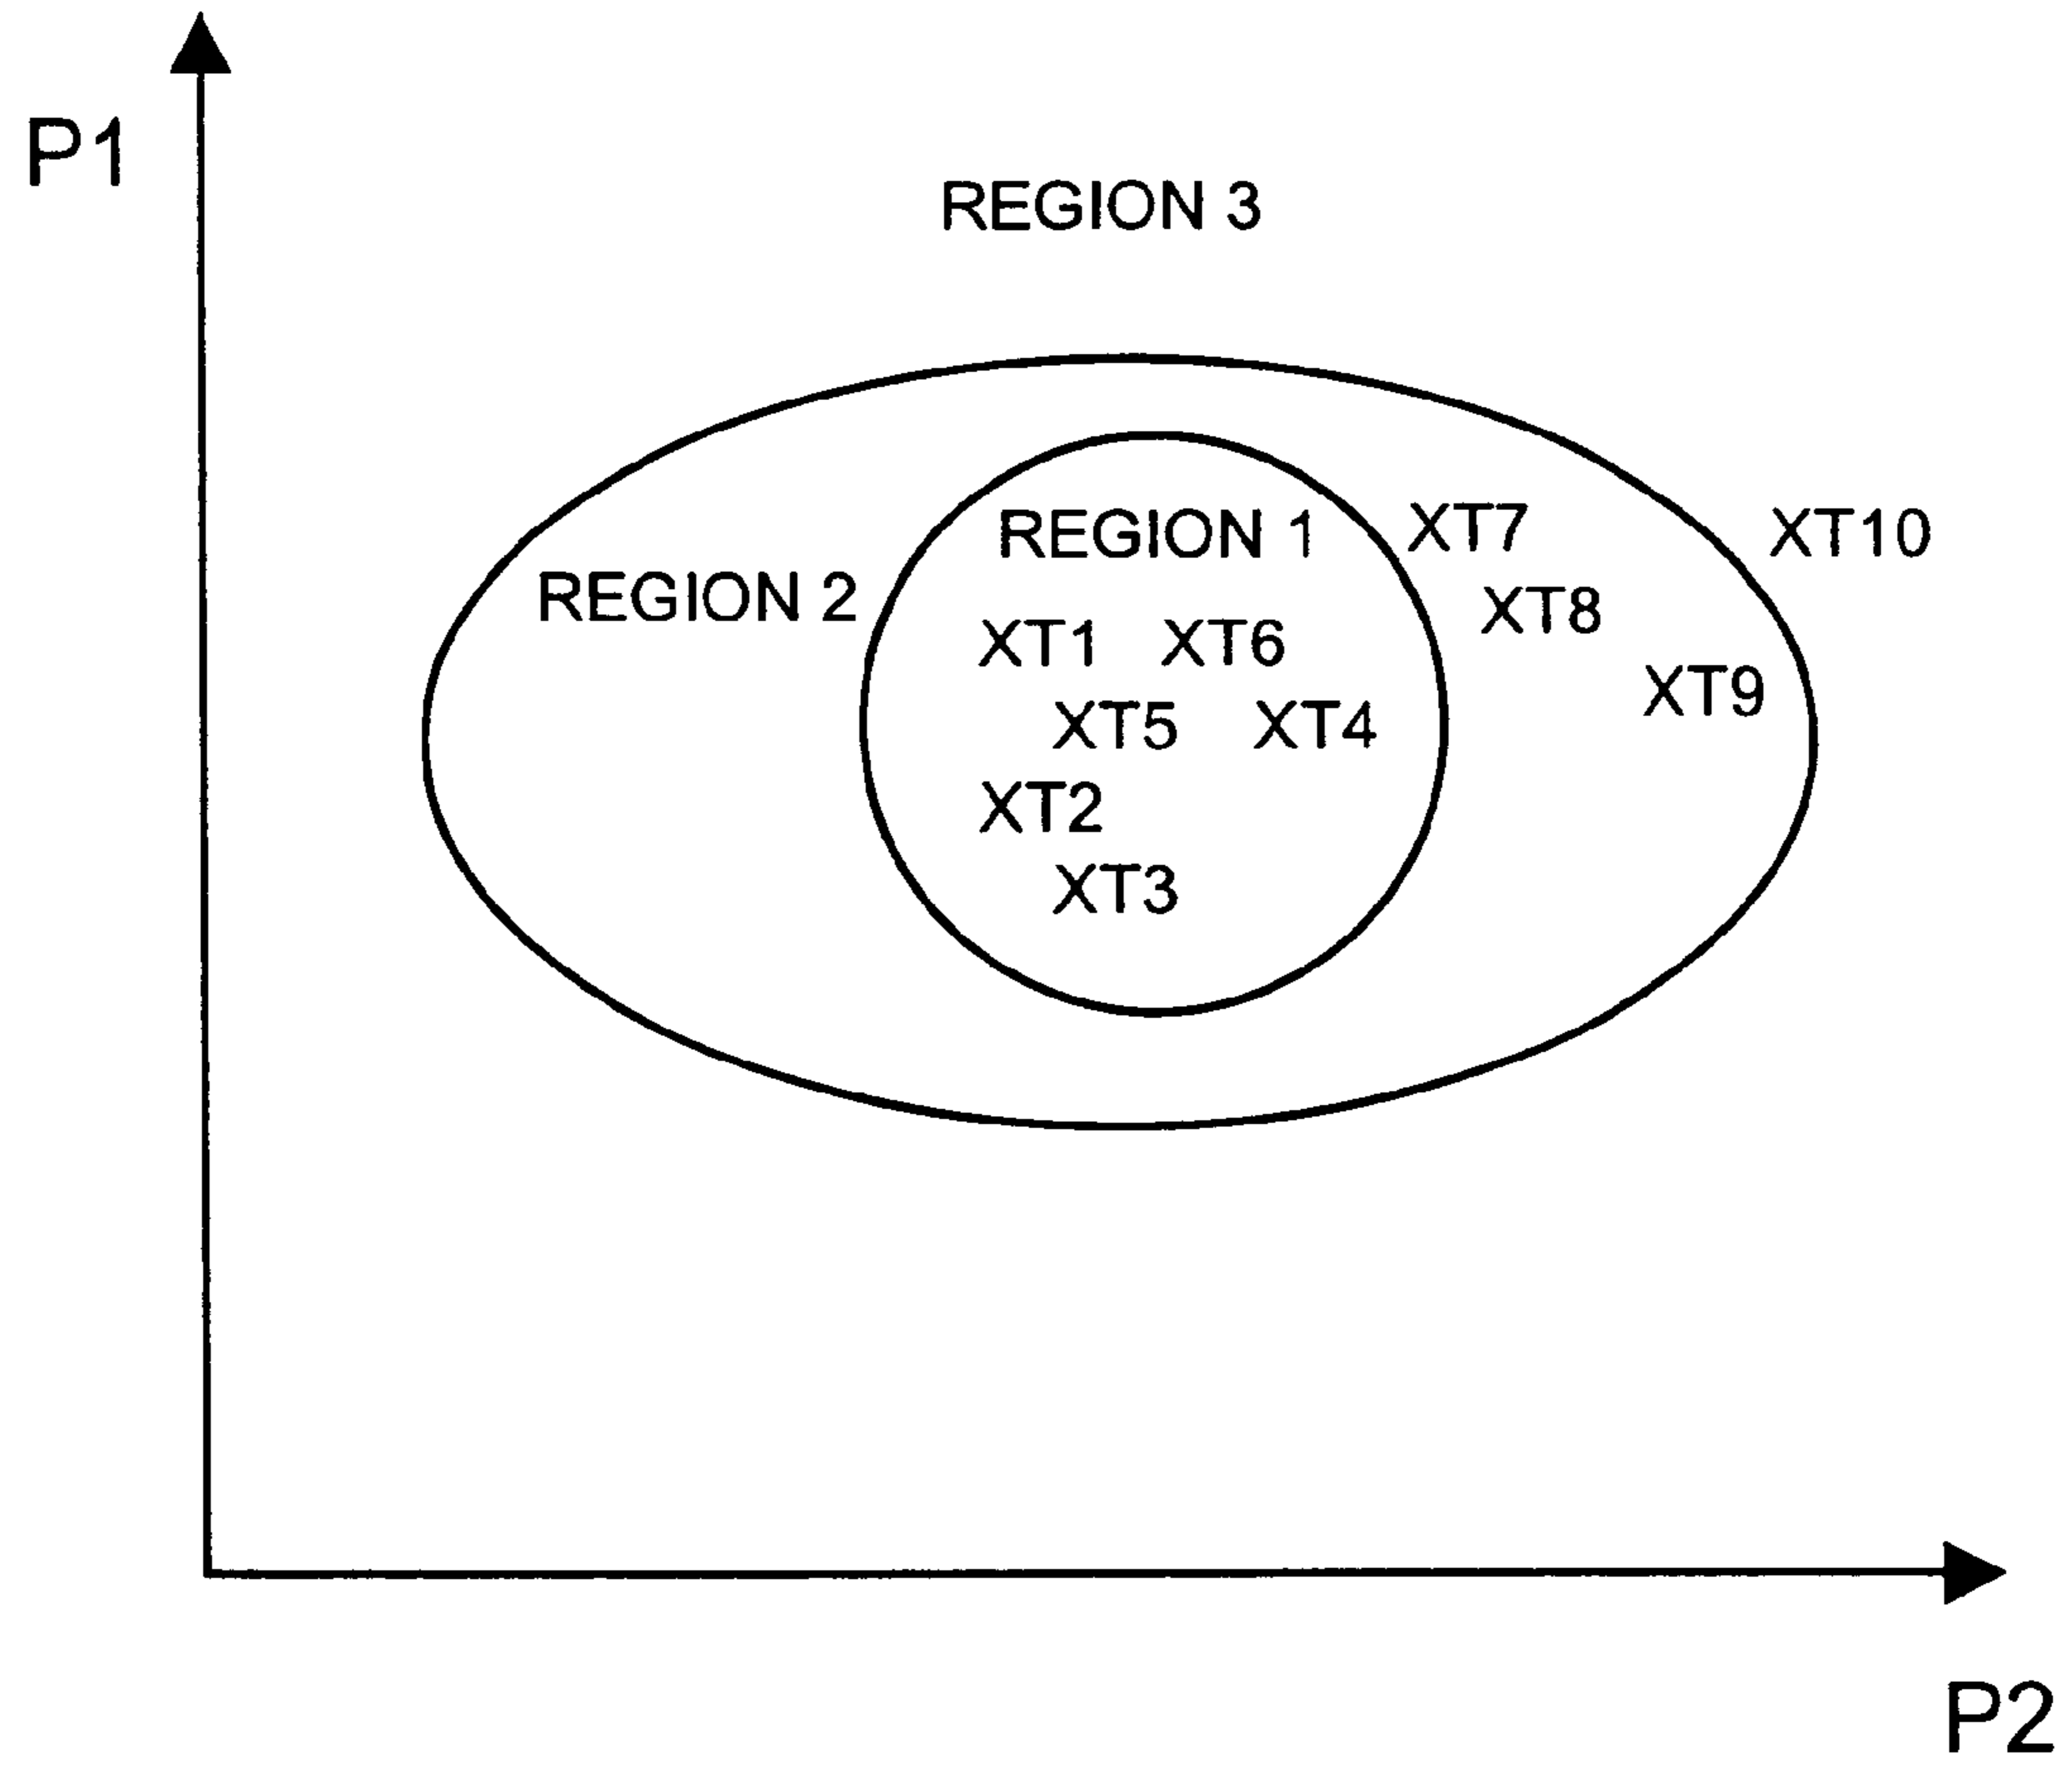 P1
REGION 3
REGION 1
XT7
XT10
REGION 2
XT8
XT1 XT6
XT9
XT5 XT4
XT2
XT3
P2